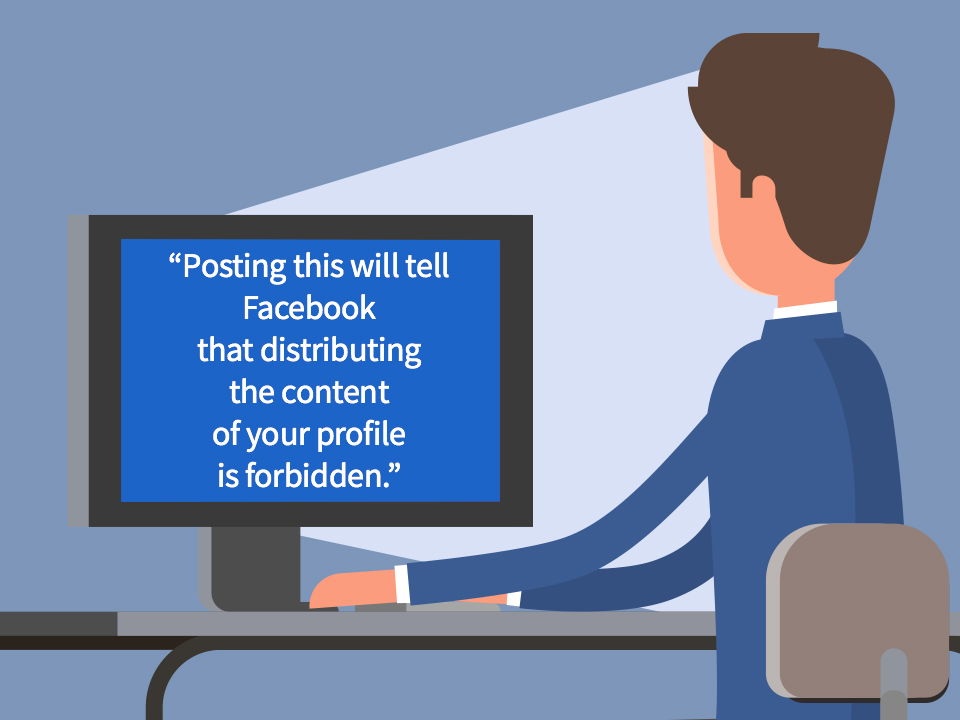 “Posting this will tell
Facebook
that distributing
the content
of your profile
is forbidden.”